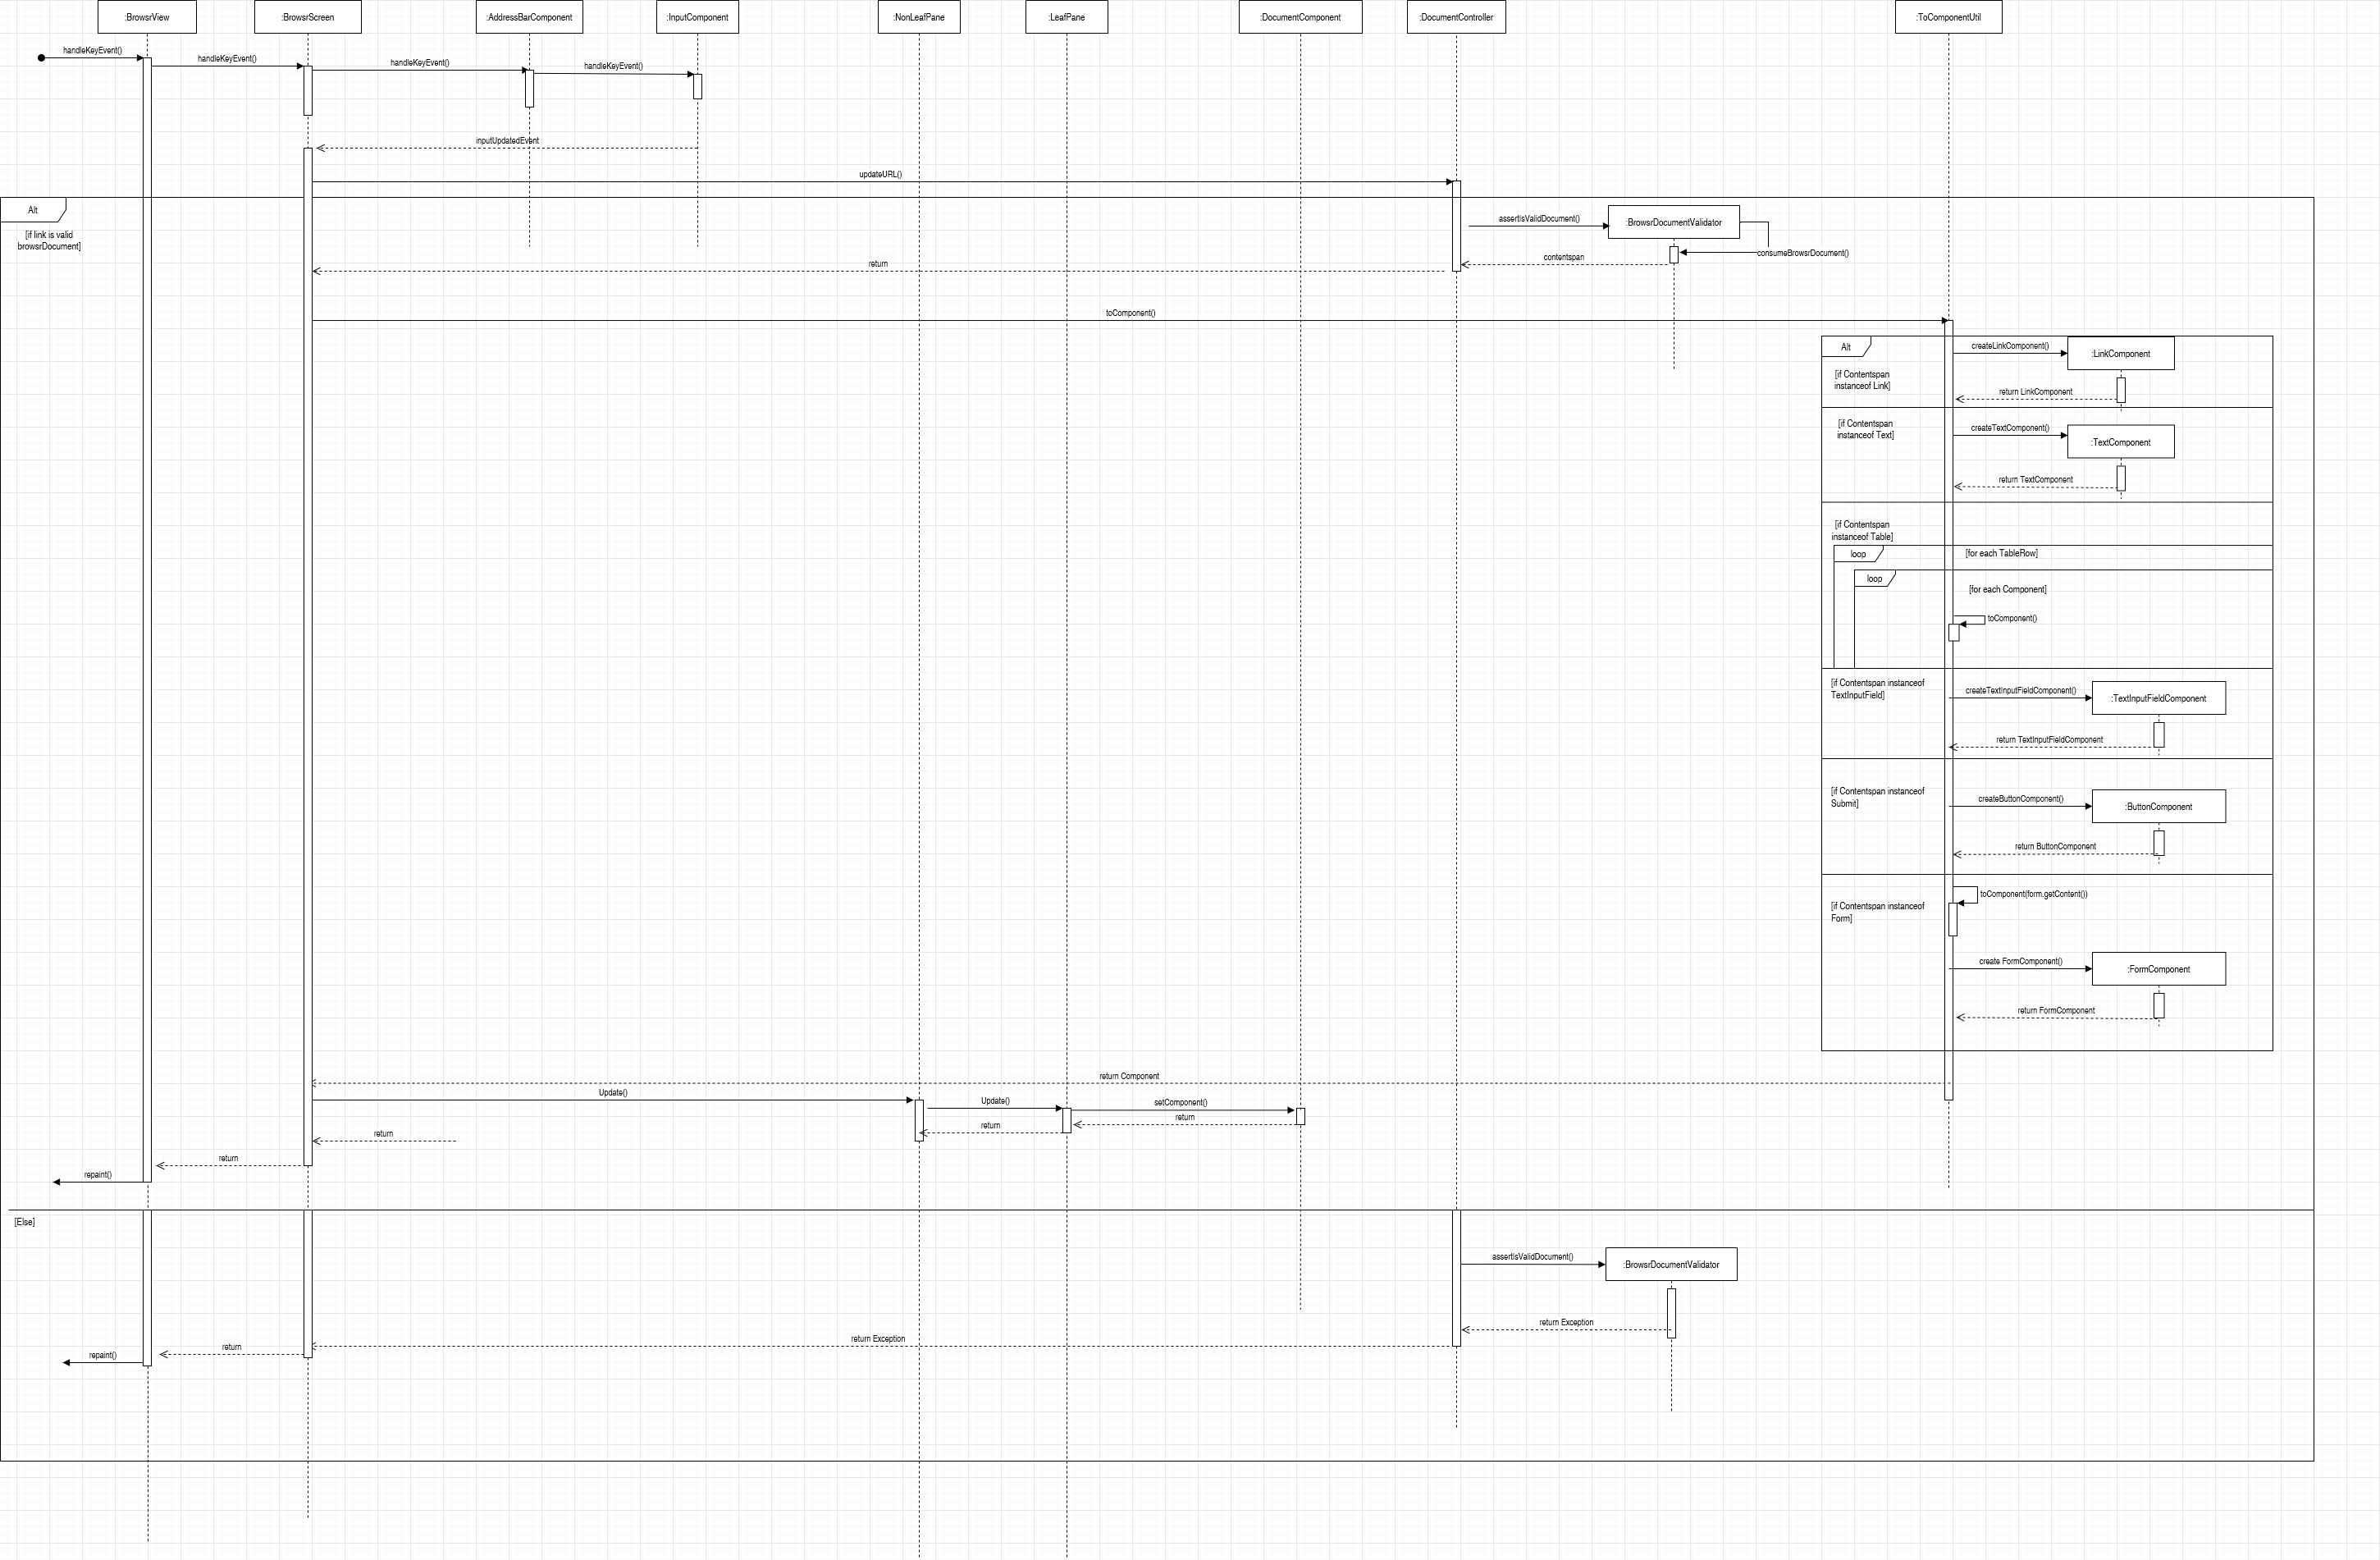 :BrowsrView
:BrowsrScreen
:AddressBarComponent
:InputComponent
:NonLeafPane
:LeafPane
:DocumentComponent
:DocumentController
:ToComponentUtil
handleKeyEvent()
handleKeyEvent()
handleKeyEvent()
handleKeyEvent()
inputUpdatedEvent
updateURL()
Alt
[if link is valid
browsrDocument]
assertIsValidDocument()
:BrowsrDocumentValidator
consumeBrowsrDocument()
contentspan
return
toComponent()
Alt
createLinkComponent()
:LinkComponent
[if Contentspan
instanceof Link]
return LinkComponent
[if Contentspan
instanceof Text]
createTextComponent()
:TextComponent
return TextComponent
[if Contentspan
instanceof Table]
loop
[for each TableRow]
loop
[for each Component]
toComponent()
[if Contentspan instanceof
TextInputField]
createTextInputFieldComponent()
:TextInputFieldComponent
return TextInputFieldComponent
[if Contentspan instanceof
Submit]
createButtonComponent()
:ButtonComponent
return ButtonComponent
toComponent(form.getContent())
[if Contentspan instanceof
Form]
create FormComponent()
:FormComponent
return FormComponent
return Component
Update()
Update()
setComponent()
return
return
return
return
repaint()
[Else]
assertIsValidDocument()
:BrowsrDocumentValidator
return Exception
return Exception
return
repaint()